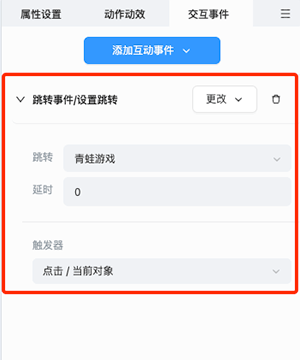 属性设置 动作动效 交互事件
添加互动事件
跳转事件/设置跳转 更改
跳转 青蛙游戏
延时 0
触发器
点击 / 当前对象